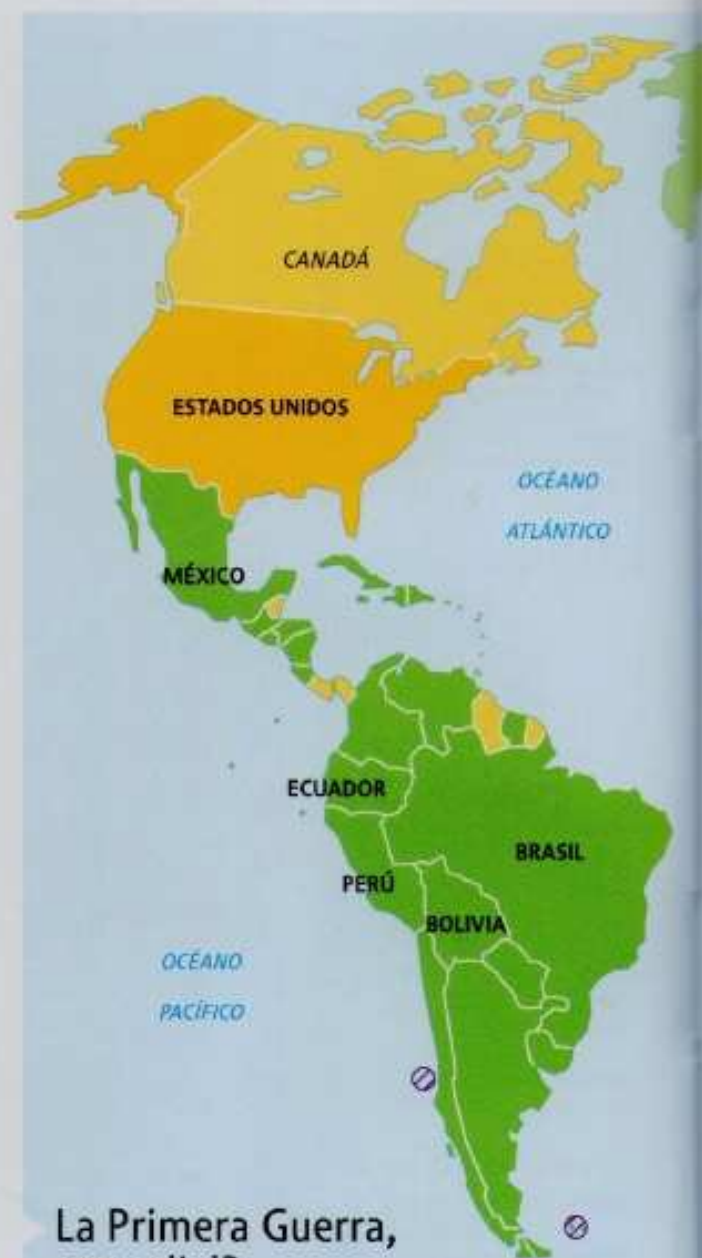 CANADÁ
ESTADOS UNIDOS
OCÉANO
ATLÁNTICO
MÉXICO
ECUADOR
BRASIL
PERÚ
BOLIVIA
OCÉANO
PACÍFICO
La Primera Guerra,